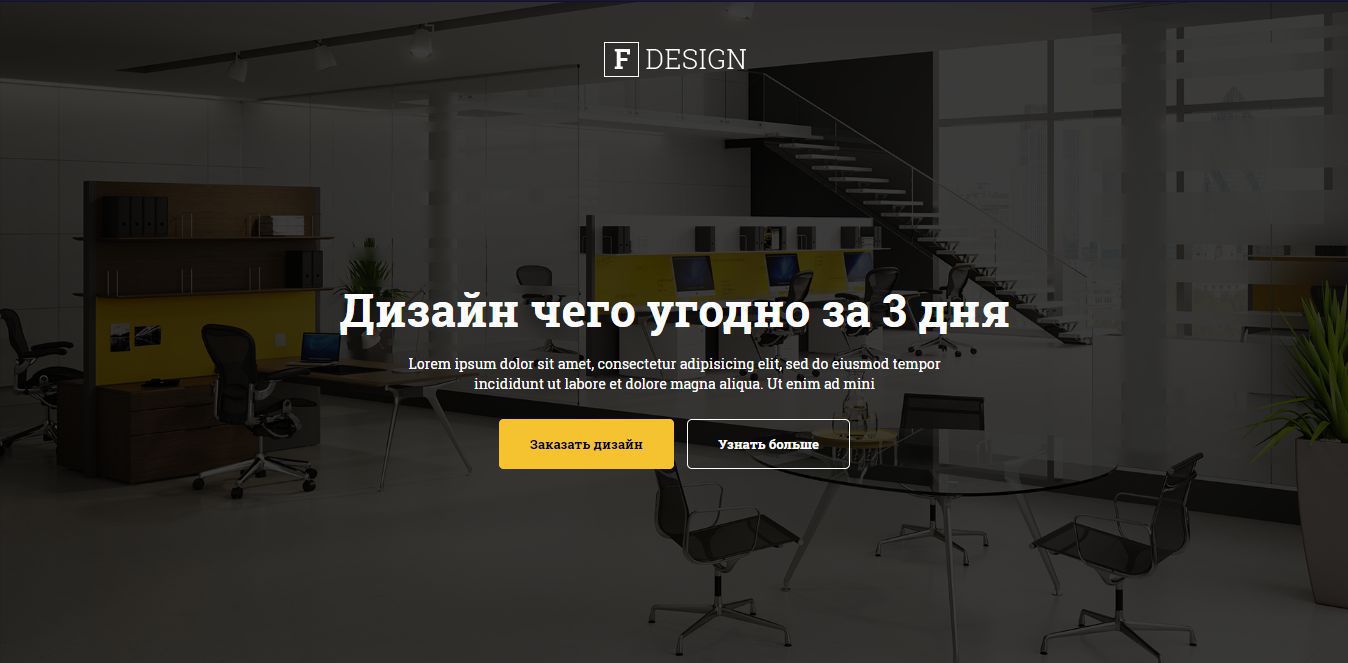 F DESIGN
Дизайн чего угодно за 3 дня
Lorem ipsum dolor sit amet, consectetur adipisicing elit, sed do eiusmod tempor
incididunt ut labore et dolore magna aliqua. Ut enim ad mini
Заказать дизайн
Узнать больше